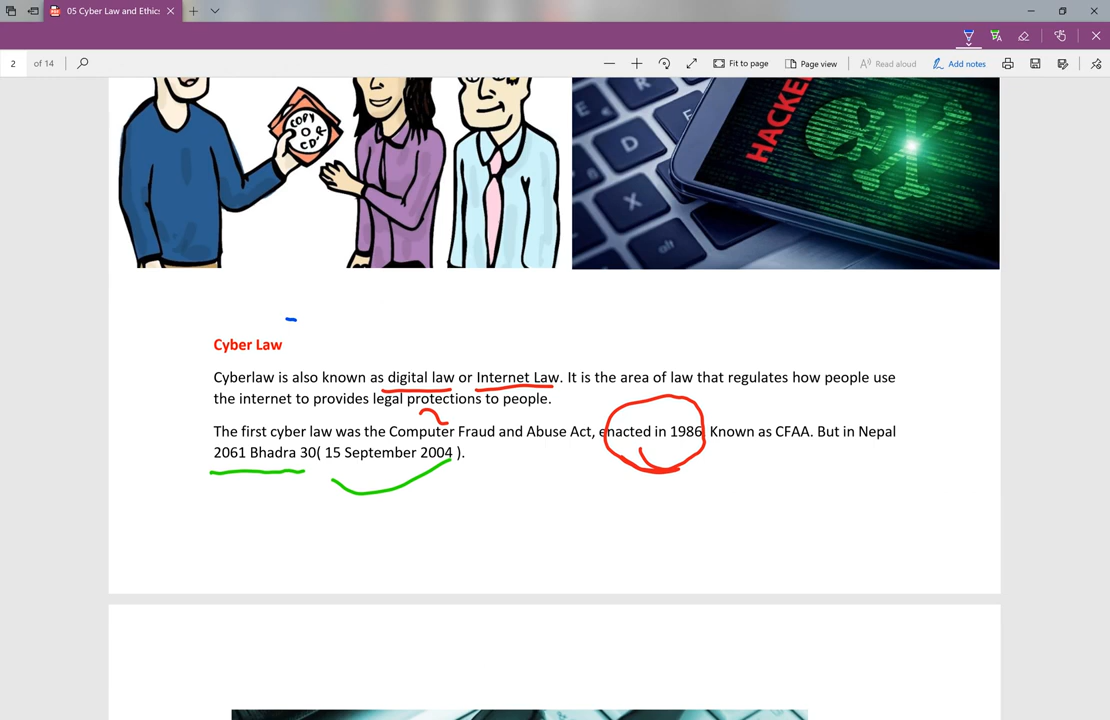 05 Cyber Law and Ethic
2 of 14
Fit to page
Page view
Read aloud
Add notes
COPY
CD-R
HACKE
E
R
D
X
alt
Cyber Law
Cyberlaw is also known as digital law or Internet Law. It is the area of law that regulates how people use
the internet to provides legal protections to people.
The first cyber law was the Computer Fraud and Abuse Act, enacted in 1986 Known as CFAA. But in Nepal
2061 Bhadra 30( 15 September 2004 ).